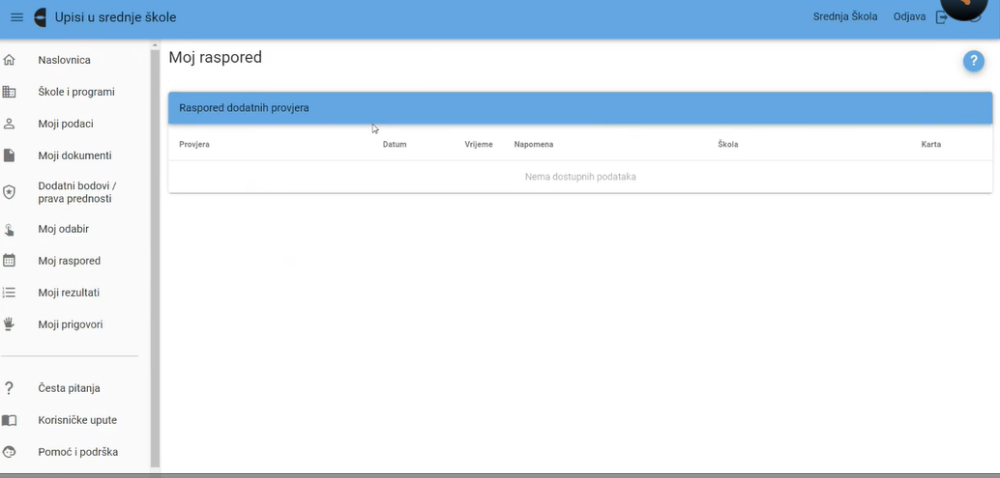 Upisi u srednje škole
Srednja Škola
Odjava
Naslovnica
Škole i programi
Moji podaci
Moji dokumenti
Dodatni bodovi /
prava prednosti
Moj odabir
Moj raspored
Moji rezultati
Moji prigovori
Česta pitanja
Korisničke upute
Pomoć i podrška
Moj raspored
?
Raspored dodatnih provjera
Provjera Datum Vrijeme Napomena Škola Karta
Nema dostupnih podataka